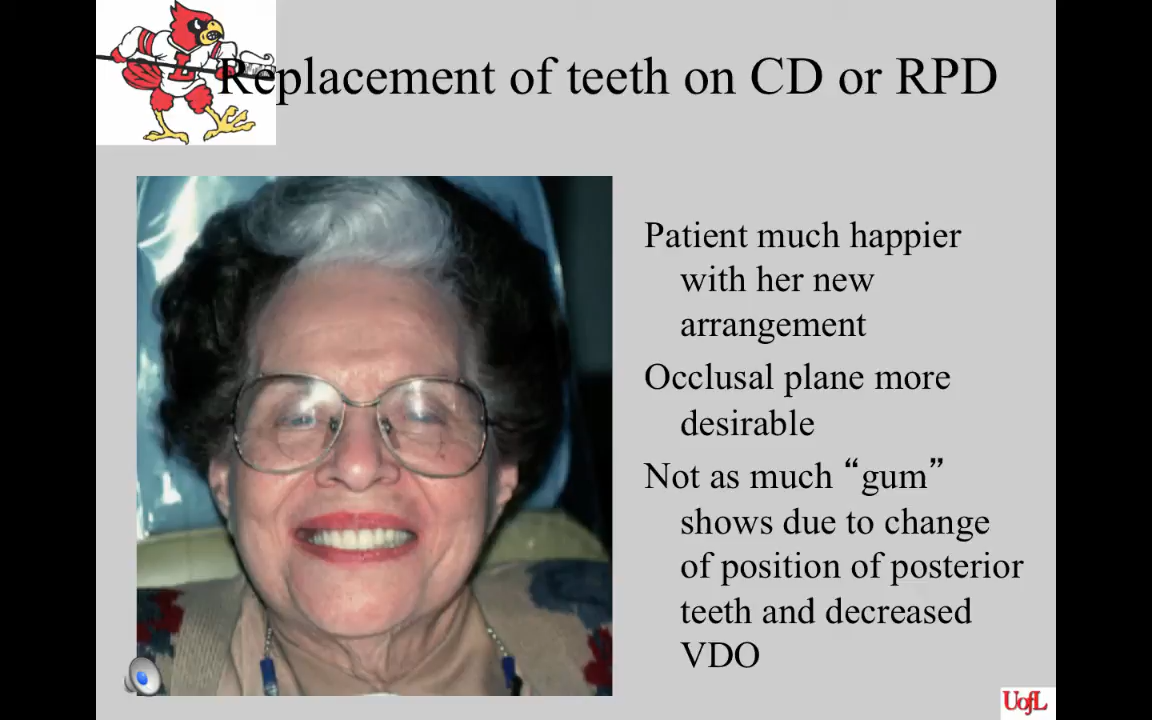 Replacement of teeth on CD or RPD
Patient much happier
with her new
arrangement
Occlusal plane more
desirable
Not as much “gum”
shows due to change
of position of posterior
teeth and decreased
VDO
UofL